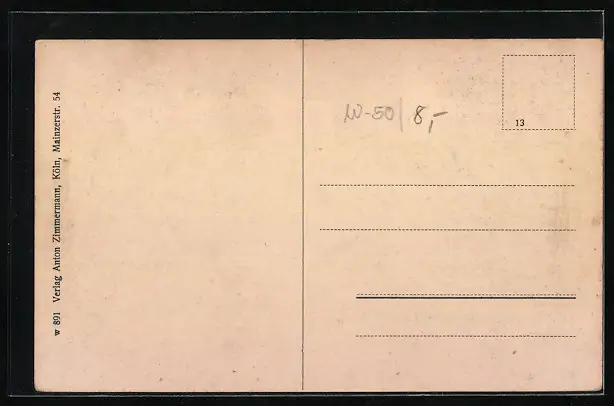 w 891 Verlag Anton Zimmermann, Köln, Mainzerstr. 54
W-50/8,-
13